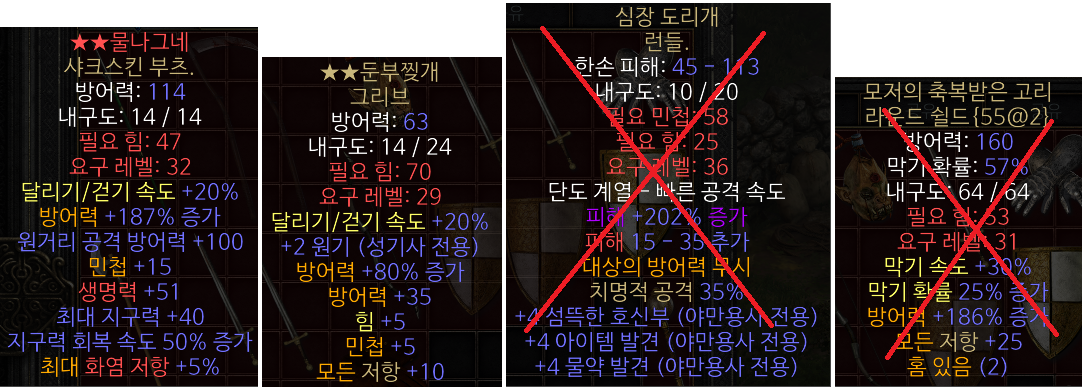 ★★물나그네
샤크스킨 부츠.
방어력: 114
내구도: 14 / 14
필요 힘: 47
요구 레벨: 32
달리기/걷기 속도 +20%
방어력 +187% 증가
원거리 공격 방어력 +100
민첩 +15
생명력 +51
최대 지구력 +40
지구력 회복 속도 50% 증가
최대 화염 저항 +5%
★★둔부찢개
그리브
방어력: 63
내구도: 14 / 24
필요 힘: 70
요구 레벨: 29
달리기/걷기 속도 +20%
+2 원기 (성기사 전용)
방어력 +80% 증가
방어력 +35
힘 +5
민첩 +5
모든 저항 +10
심장 도리개
런들.
한손 피해: 45 - 113
내구도: 10 / 20
필요 민첩: 58
필요 힘: 25
요구 레벨: 36
단도 계열 - 빠른 공격 속도
피해 +202% 증가
피해 15 - 35 추가
대상의 방어력 무시
치명적 공격 35%
+4 섬뜩한 호신부 (야만용사 전용)
+4 아이템 발견 (야만용사 전용)
+4 물약 발견 (야만용사 전용)
모저의 축복받은 고리
라운드 쉴드{55@2}
방어력: 160
막기 확률: 57%
내구도: 64 / 64
필요 힘: 53
요구 레벨: 31
막기 속도 +30%
막기 확률 25% 증가
방어력 +186% 증가
모든 저항 +25
홈 있음 (2)